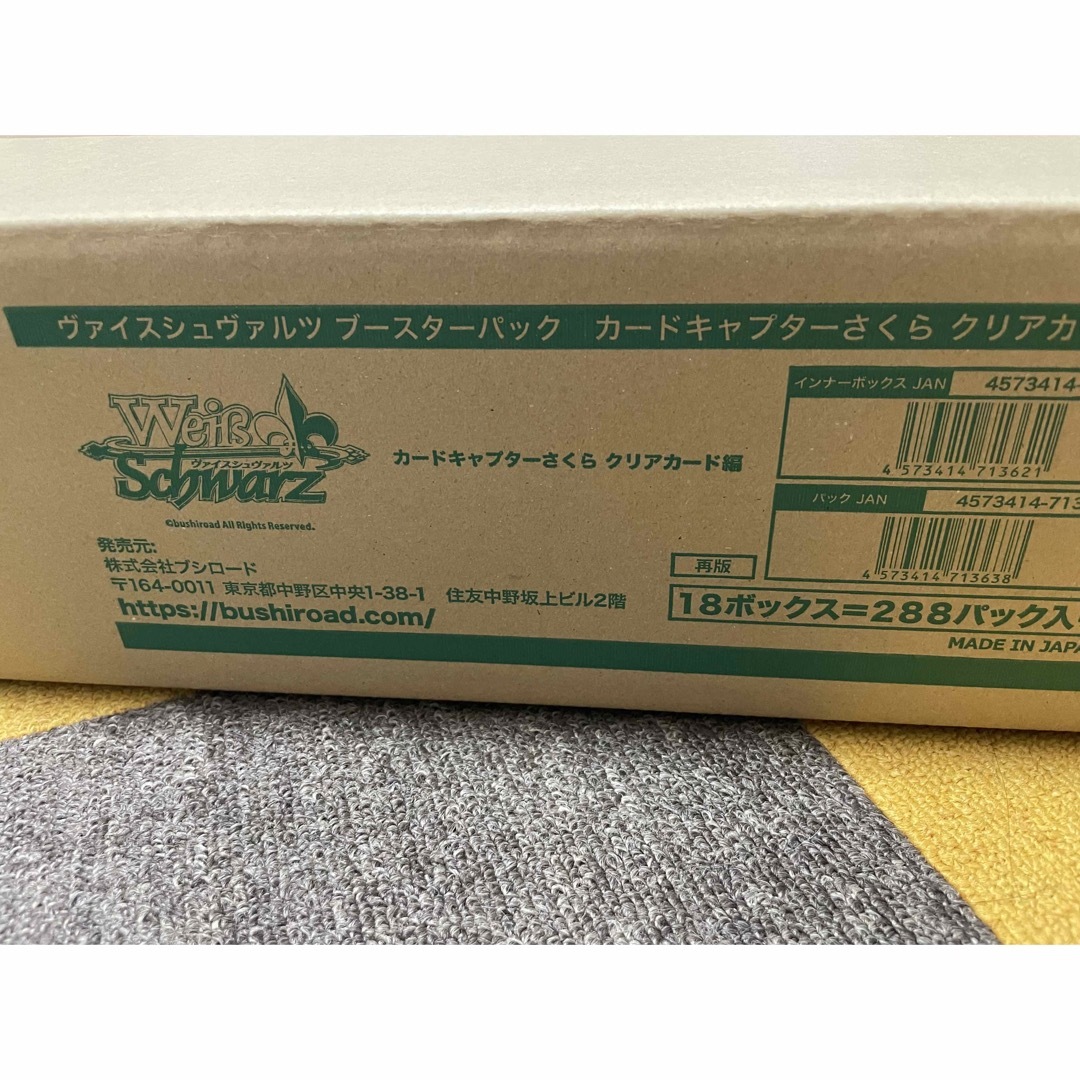 ヴァイスシュヴァルツ ブースターパック カードキャプターさくら クリアカ
Weiß
ヴァイスシュヴァルツ
Schwarz
©bushiroad All Rights Reserved.
カードキャプターさくら クリアカード編
インナーボックス JAN 4573414-
4 573414 713621
パック JAN 4573414-713
4 573414 713638
発売元:
株式会社ブシロード
〒164-0011 東京都中野区中央1-38-1 住友中野坂上ビル2階
https://bushiroad.com/
再版
18ボックス=288パック入
MADE IN JAPA